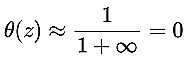 θ(z) ≈ 1/(1 + ∞) = 0